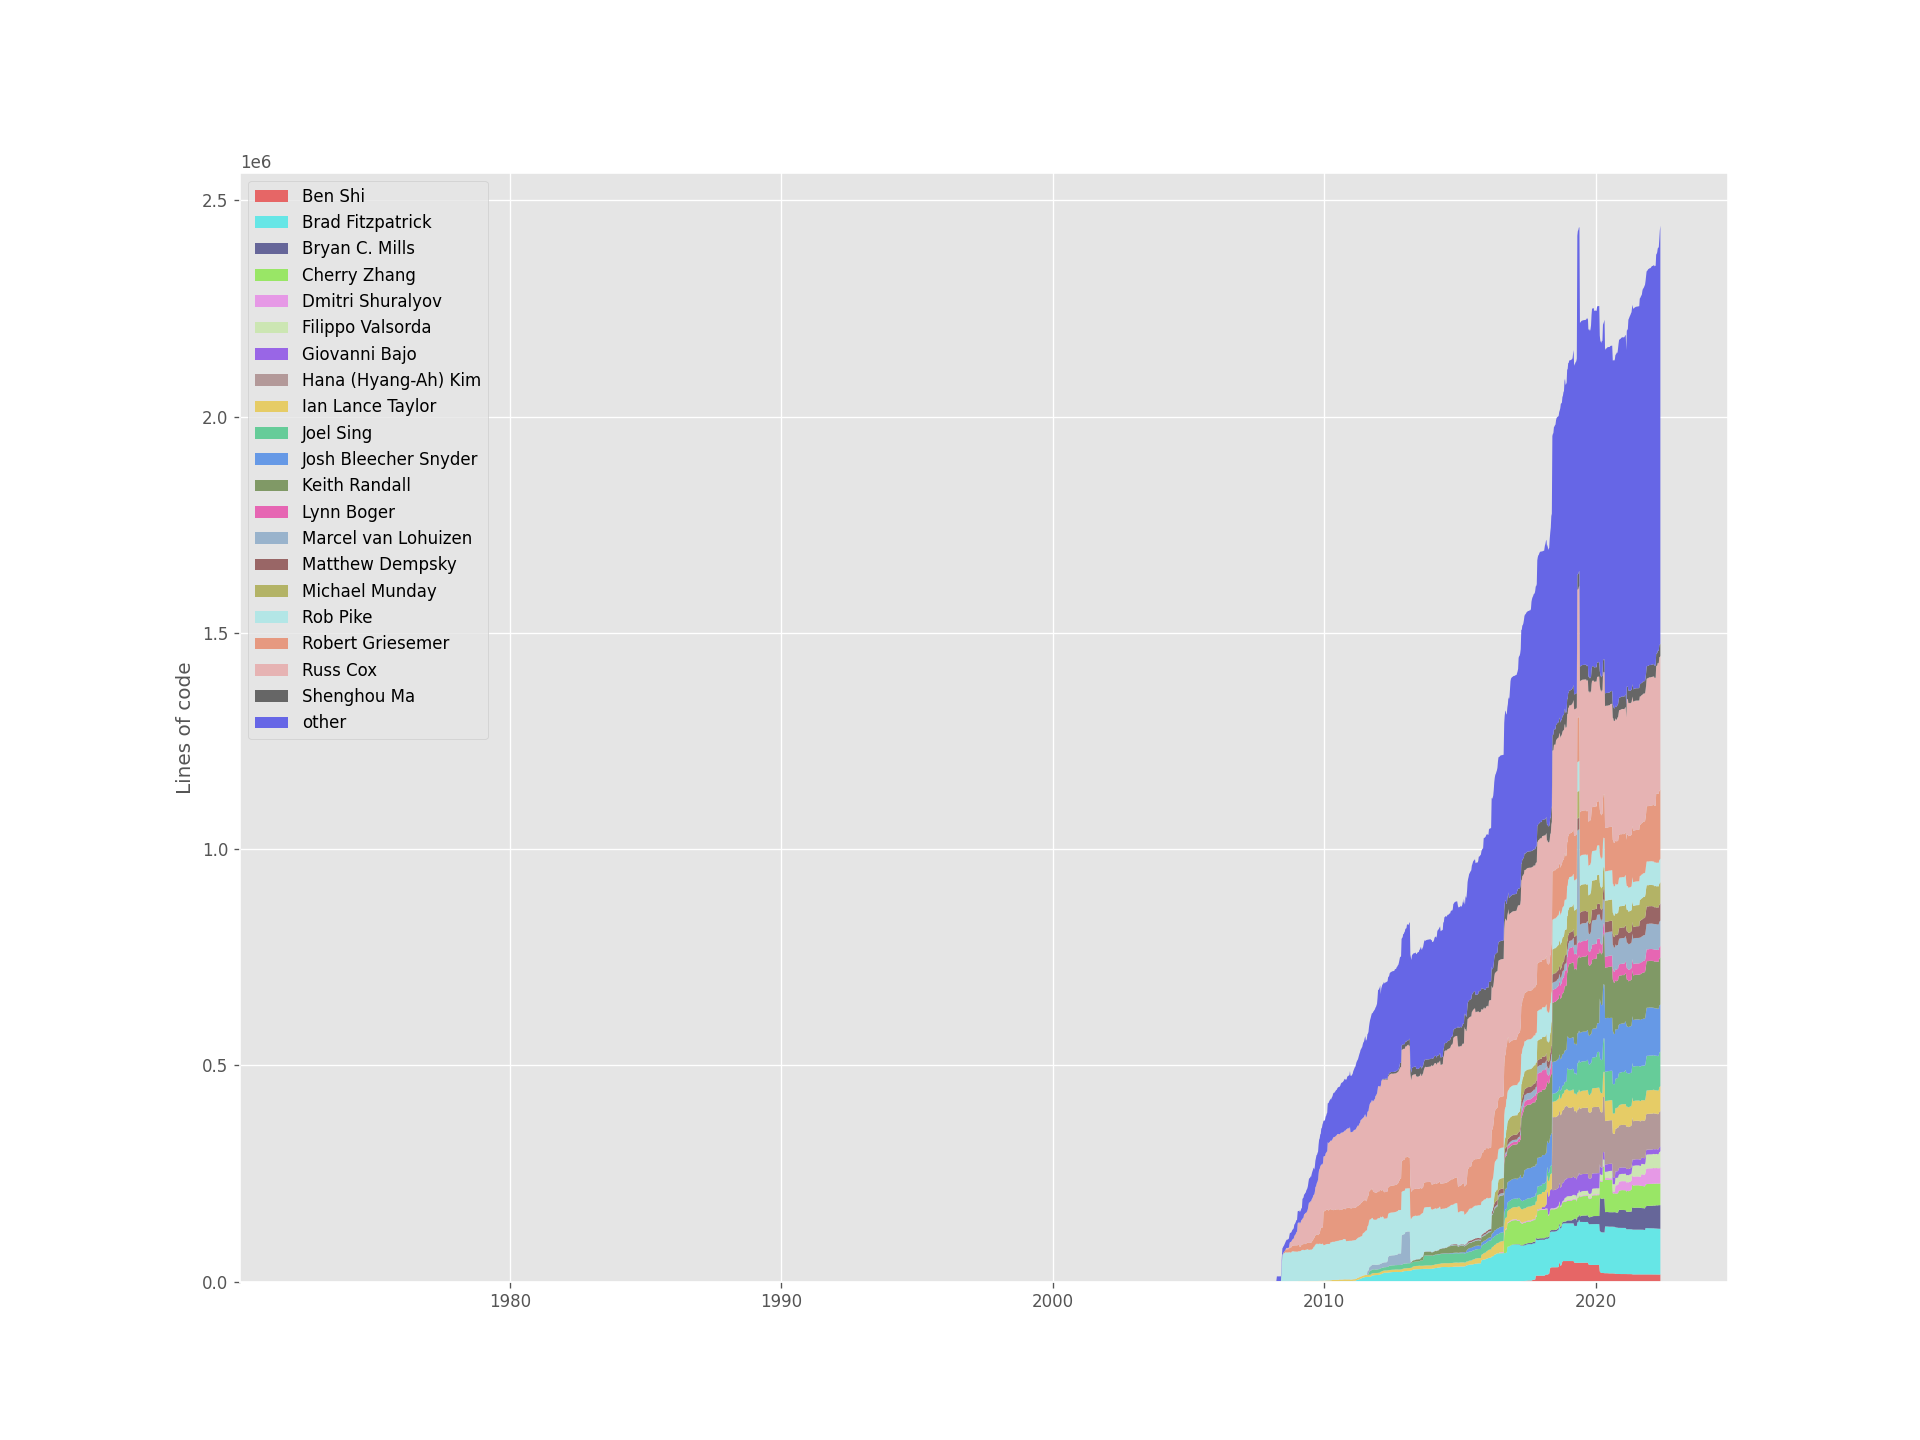 1e6
2.5
2.0
1.5
1.0
0.5
0.0
Lines of code
Ben Shi
Brad Fitzpatrick
Bryan C. Mills
Cherry Zhang
Dmitri Shuralyov
Filippo Valsorda
Giovanni Bajo
Hana (Hyang-Ah) Kim
Ian Lance Taylor
Joel Sing
Josh Bleecher Snyder
Keith Randall
Lynn Boger
Marcel van Lohuizen
Matthew Dempsky
Michael Munday
Rob Pike
Robert Griesemer
Russ Cox
Shenghou Ma
other
1980 1990 2000 2010 2020